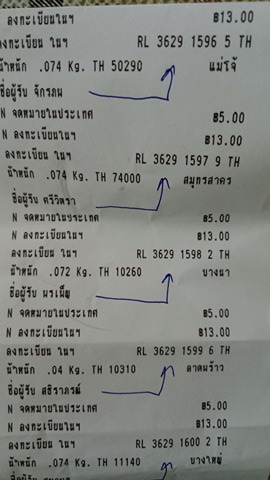 ลงทะเบียนในฯ ฿13.00
ลงทะเบียน ในฯ RL 3629 1596 5 TH
น้ำหนัก .074 Kg. TH 50290 แม่โจ้
ชื่อผู้รับ จักรภพ
N จดหมายในประเทศ ฿5.00
N ลงทะเบียนในฯ ฿13.00
ลงทะเบียน ในฯ RL 3629 1597 9 TH
น้ำหนัก .074 Kg. TH 74000 สมุทรสาคร
ชื่อผู้รับ ศรีวิตรา
N จดหมายในประเทศ ฿5.00
N ลงทะเบียนในฯ ฿13.00
ลงทะเบียน ในฯ RL 3629 1598 2 TH
น้ำหนัก .072 Kg. TH 10260 บางนา
ชื่อผู้รับ พรเพ็ญ
N จดหมายในประเทศ ฿5.00
N ลงทะเบียนในฯ ฿13.00
ลงทะเบียน ในฯ RL 3629 1599 6 TH
น้ำหนัก .04 Kg. TH 10310 ลาดพร้าว
ชื่อผู้รับ สธิราภรณ์
N จดหมายในประเทศ ฿5.00
N ลงทะเบียนในฯ ฿13.00
ลงทะเบียน ในฯ RL 3629 1600 2 TH
น้ำหนัก .074 Kg. TH 11140 บางใหญ่
ชื่อผู้รับ